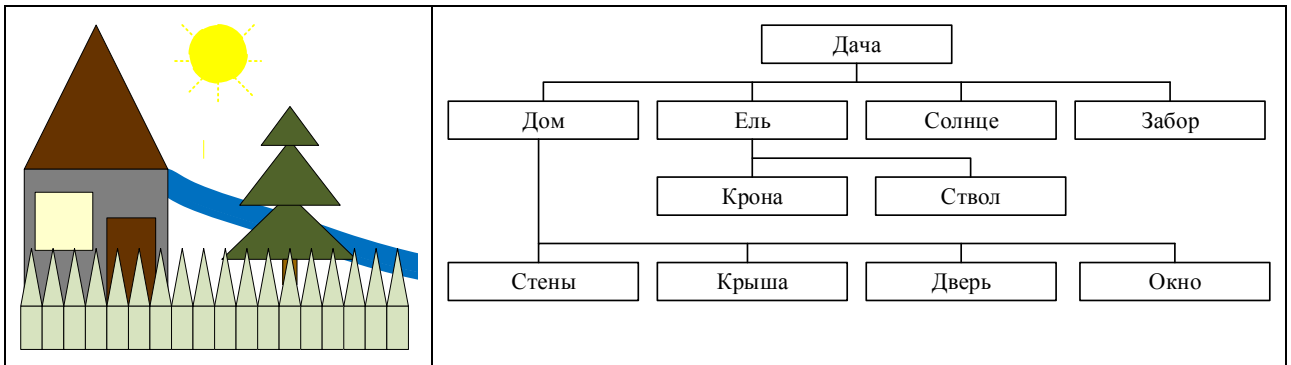 Дача
Дом Ель Солнце Забор
Крона Ствол
Стены Крыша Дверь Окно